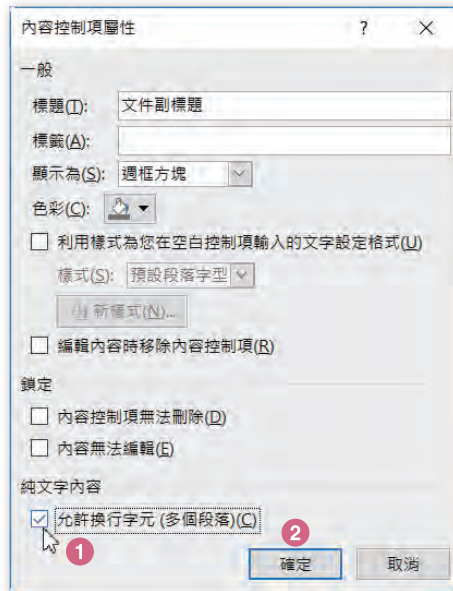 內容控制項屬性 ? ×
一般
標題(T): 文件副標題
標籤(A):
顯示為(S): 週框方塊
色彩(C):
利用樣式為您在空白控制項輸入的文字設定格式(U)
樣式(S): 預設段落字型
新樣式(N)...
編輯內容時移除內容控制項(R)
鎖定
內容控制項無法刪除(D)
內容無法編輯(E)
純文字內容
允許換行字元 (多個段落)(C)
1
2
確定 取消